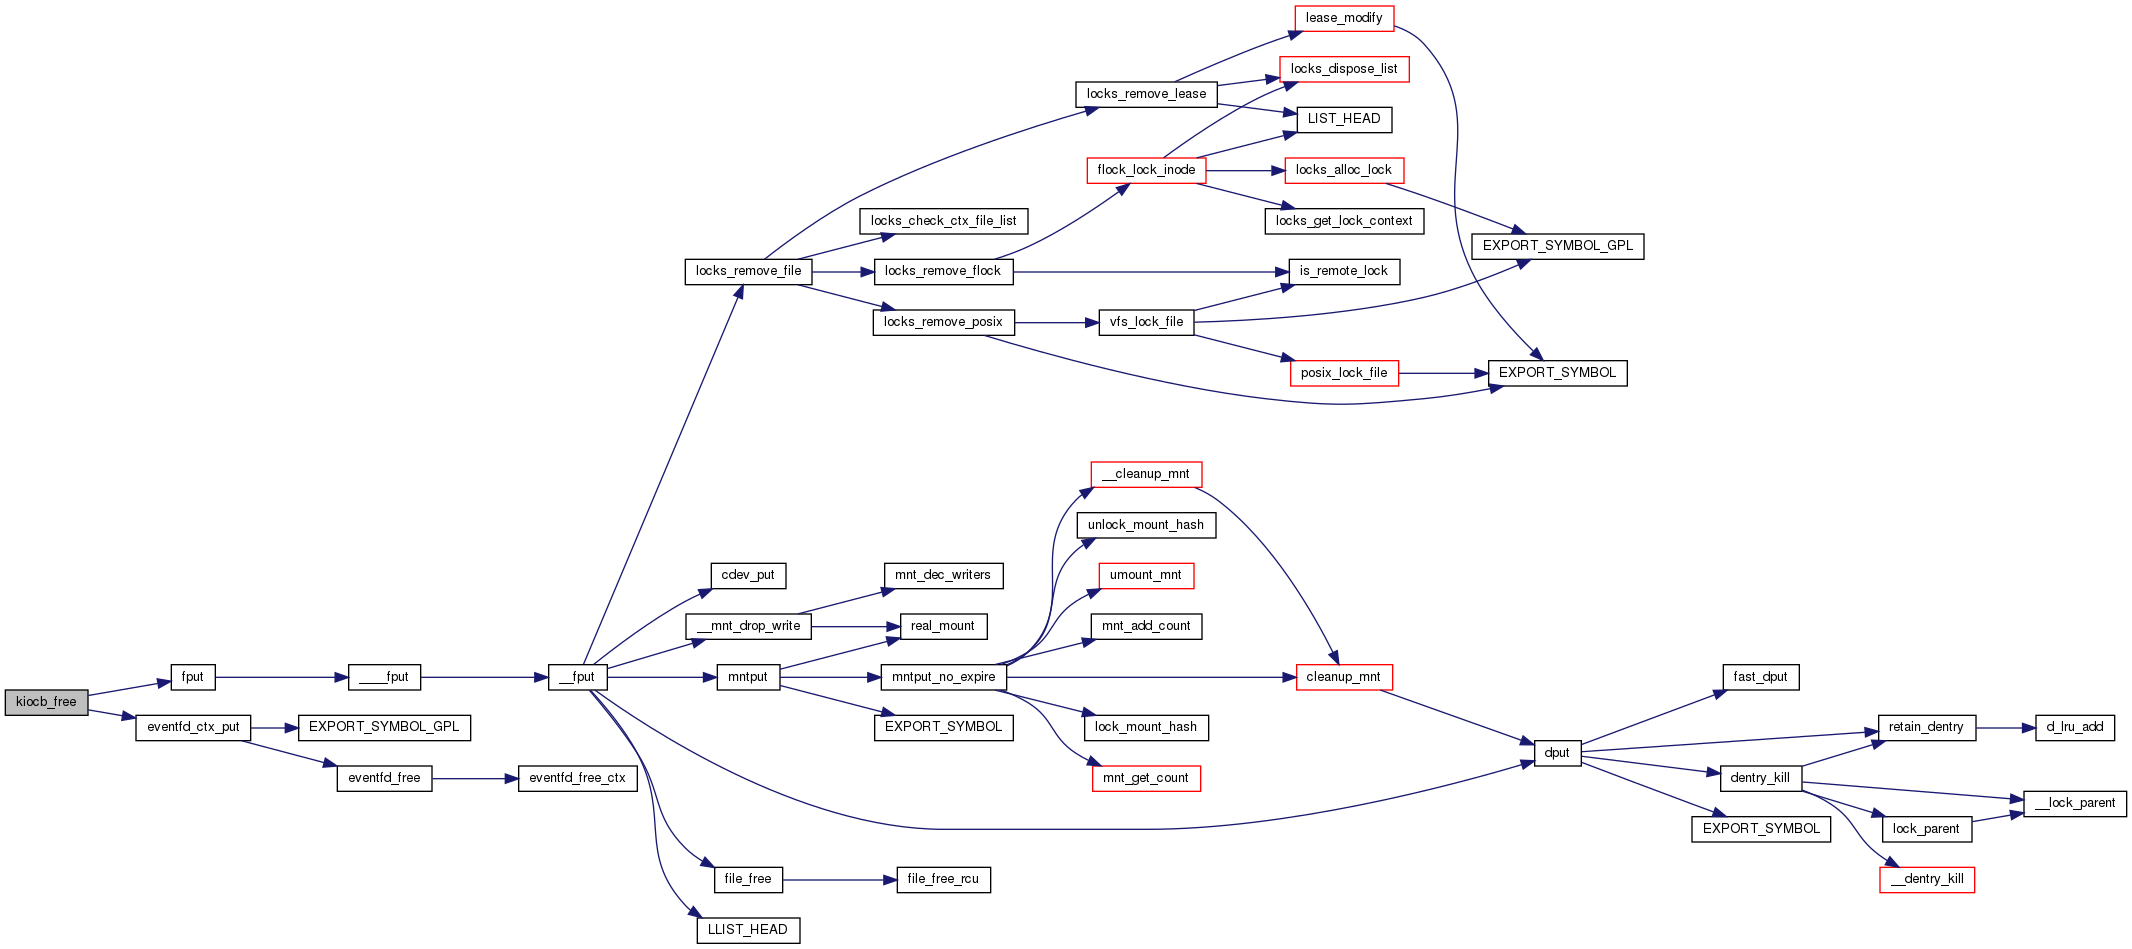 lease_modify
locks_dispose_list
locks_remove_lease
LIST_HEAD
flock_lock_inode
locks_alloc_lock
locks_check_ctx_file_list
locks_get_lock_context
EXPORT_SYMBOL_GPL
locks_remove_file
locks_remove_flock
is_remote_lock
locks_remove_posix
vfs_lock_file
posix_lock_file
EXPORT_SYMBOL
__cleanup_mnt
unlock_mount_hash
cdev_put
mnt_dec_writers
umount_mnt
__mnt_drop_write
real_mount
mnt_add_count
fput
____fput
__fput
mntput
mntput_no_expire
cleanup_mnt
fast_dput
kiocb_free
eventfd_ctx_put
EXPORT_SYMBOL_GPL
EXPORT_SYMBOL
lock_mount_hash
retain_dentry
d_lru_add
dput
eventfd_free
eventfd_free_ctx
mnt_get_count
dentry_kill
__lock_parent
EXPORT_SYMBOL
lock_parent
file_free
file_free_rcu
__dentry_kill
LLIST_HEAD